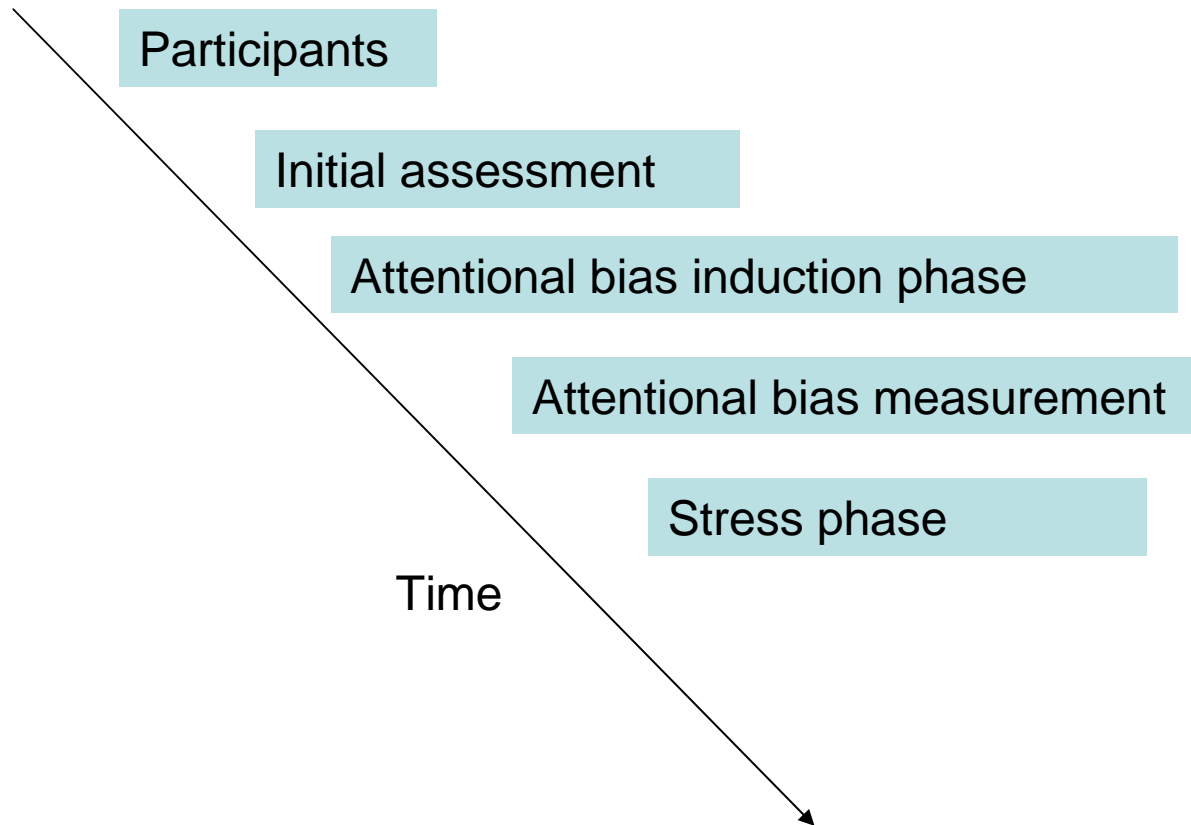 Participants
Initial assessment
Attentional bias induction phase
Attentional bias measurement
Stress phase
Time